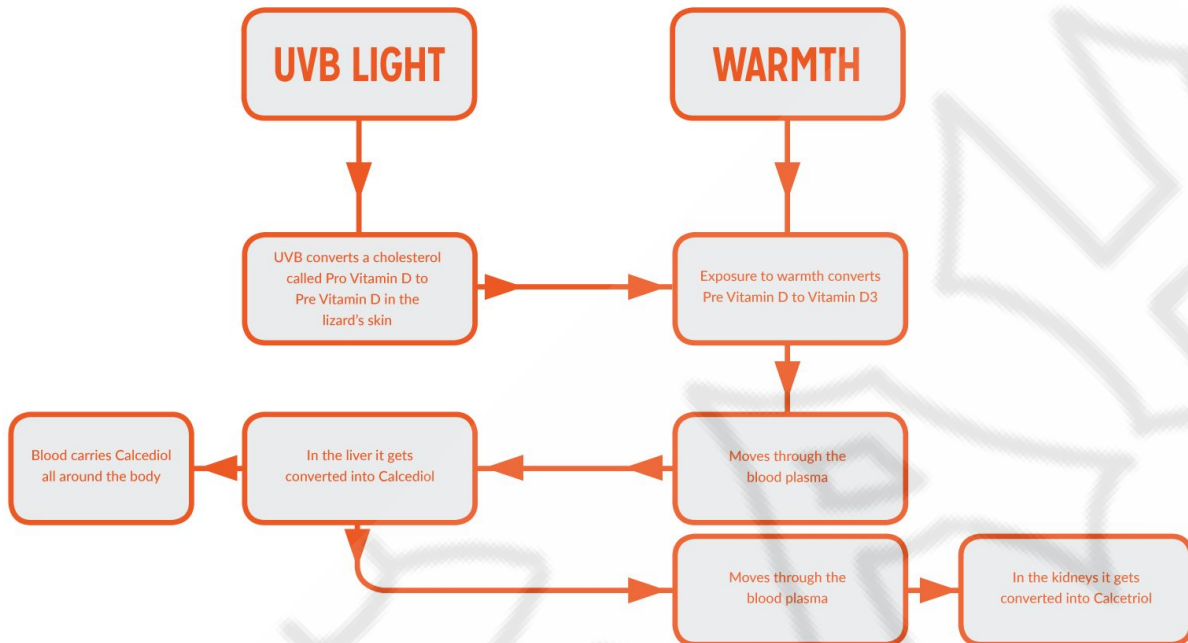 UVB LIGHT
WARMTH
UVB converts a cholesterol
called Pro Vitamin D to
Pre Vitamin D in the
lizard’s skin
Exposure to warmth converts
Pre Vitamin D to Vitamin D3
Blood carries Calcediol
all around the body
In the liver it gets
converted into Calcediol
Moves through the
blood plasma
Moves through the
blood plasma
In the kidneys it gets
converted into Calcetriol